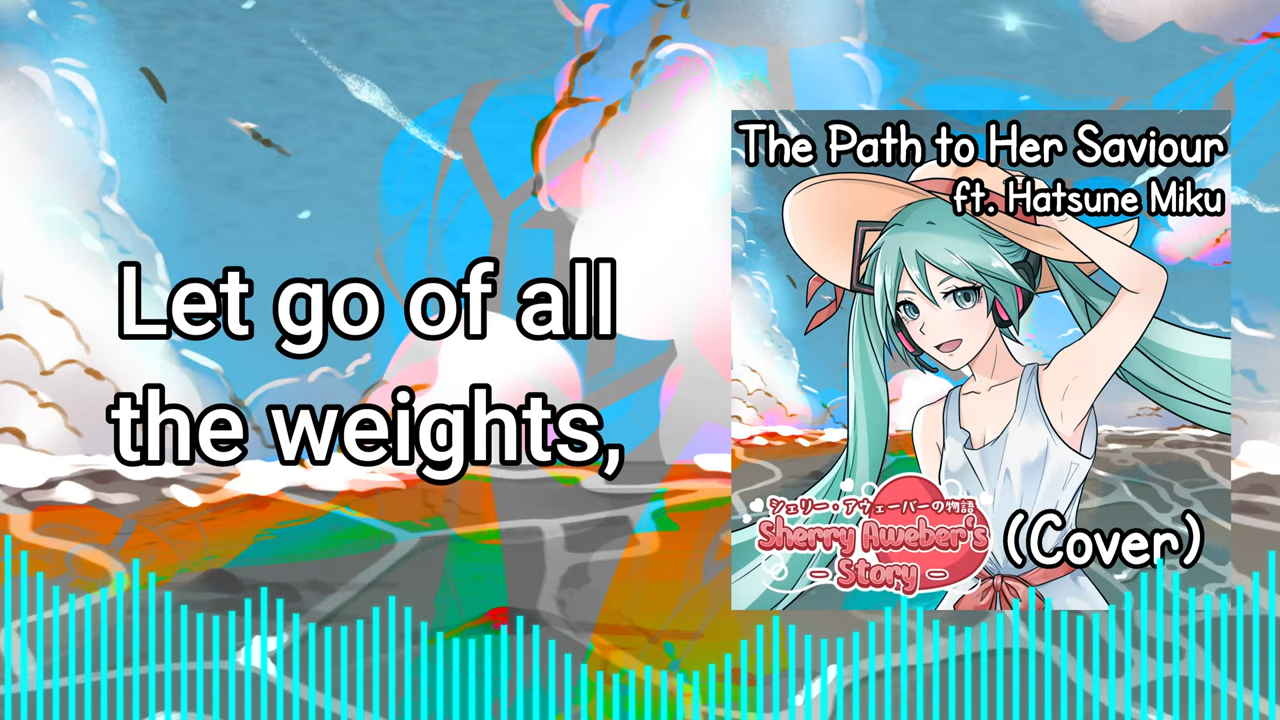 Let go of all
the weights,
The Path to Her Saviour
ft. Hatsune Miku
シェリー・アウェーバーの物語
Sherry Aweber's
- Story -
(Cover)